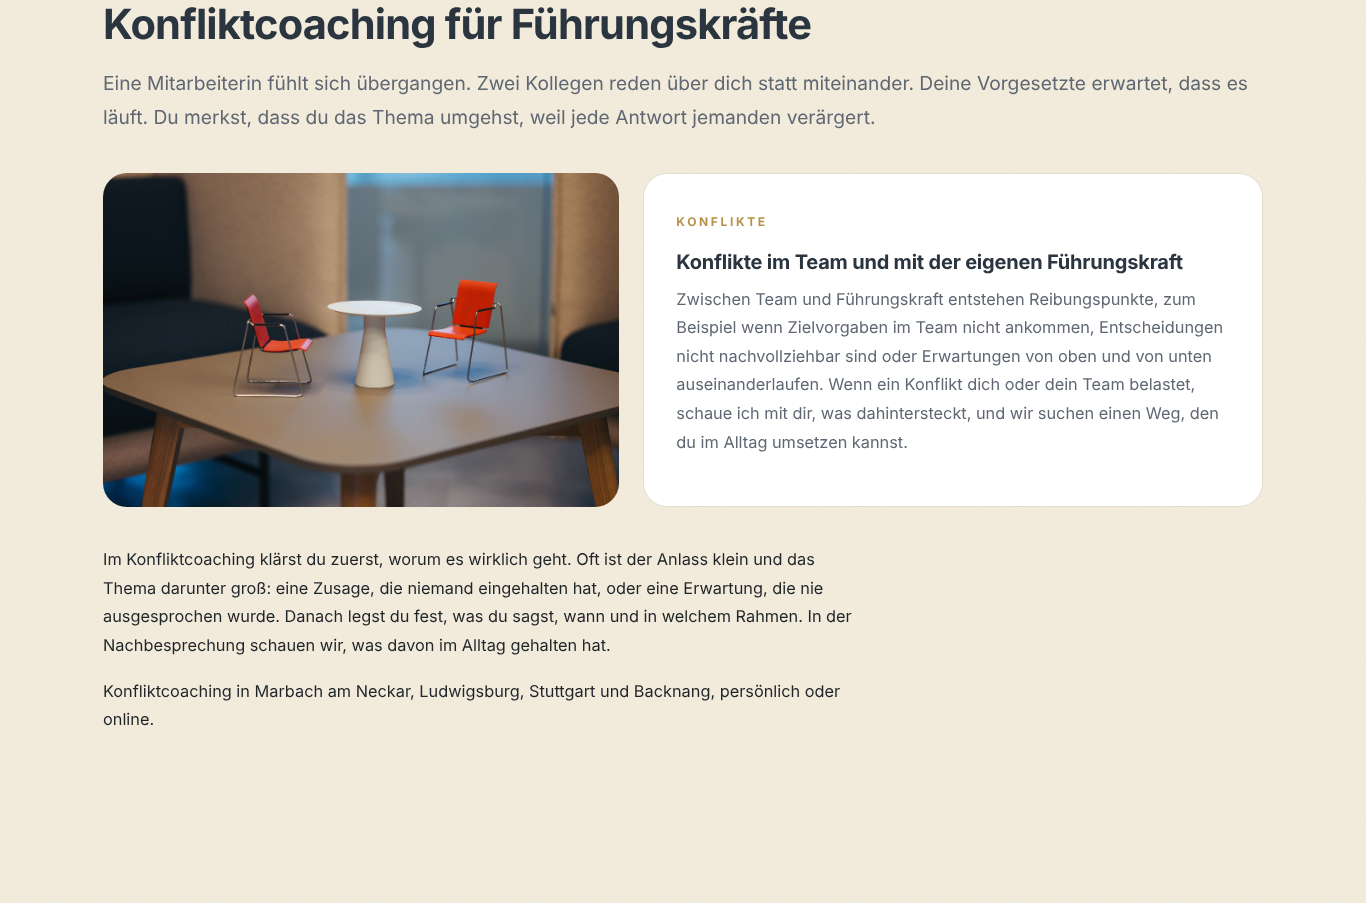 Konfliktcoaching für Führungskräfte
Eine Mitarbeiterin fühlt sich übergangen. Zwei Kollegen reden über dich statt miteinander. Deine Vorgesetzte erwartet, dass es
läuft. Du merkst, dass du das Thema umgehst, weil jede Antwort jemanden verärgert.
KONFLIKTE
Konflikte im Team und mit der eigenen Führungskraft
Zwischen Team und Führungskraft entstehen Reibungspunkte, zum
Beispiel wenn Zielvorgaben im Team nicht ankommen, Entscheidungen
nicht nachvollziehbar sind oder Erwartungen von oben und von unten
auseinanderlaufen. Wenn ein Konflikt dich oder dein Team belastet,
schaue ich mit dir, was dahintersteckt, und wir suchen einen Weg, den
du im Alltag umsetzen kannst.
Im Konfliktcoaching klärst du zuerst, worum es wirklich geht. Oft ist der Anlass klein und das
Thema darunter groß: eine Zusage, die niemand eingehalten hat, oder eine Erwartung, die nie
ausgesprochen wurde. Danach legst du fest, was du sagst, wann und in welchem Rahmen. In der
Nachbesprechung schauen wir, was davon im Alltag gehalten hat.
Konfliktcoaching in Marbach am Neckar, Ludwigsburg, Stuttgart und Backnang, persönlich oder
online.